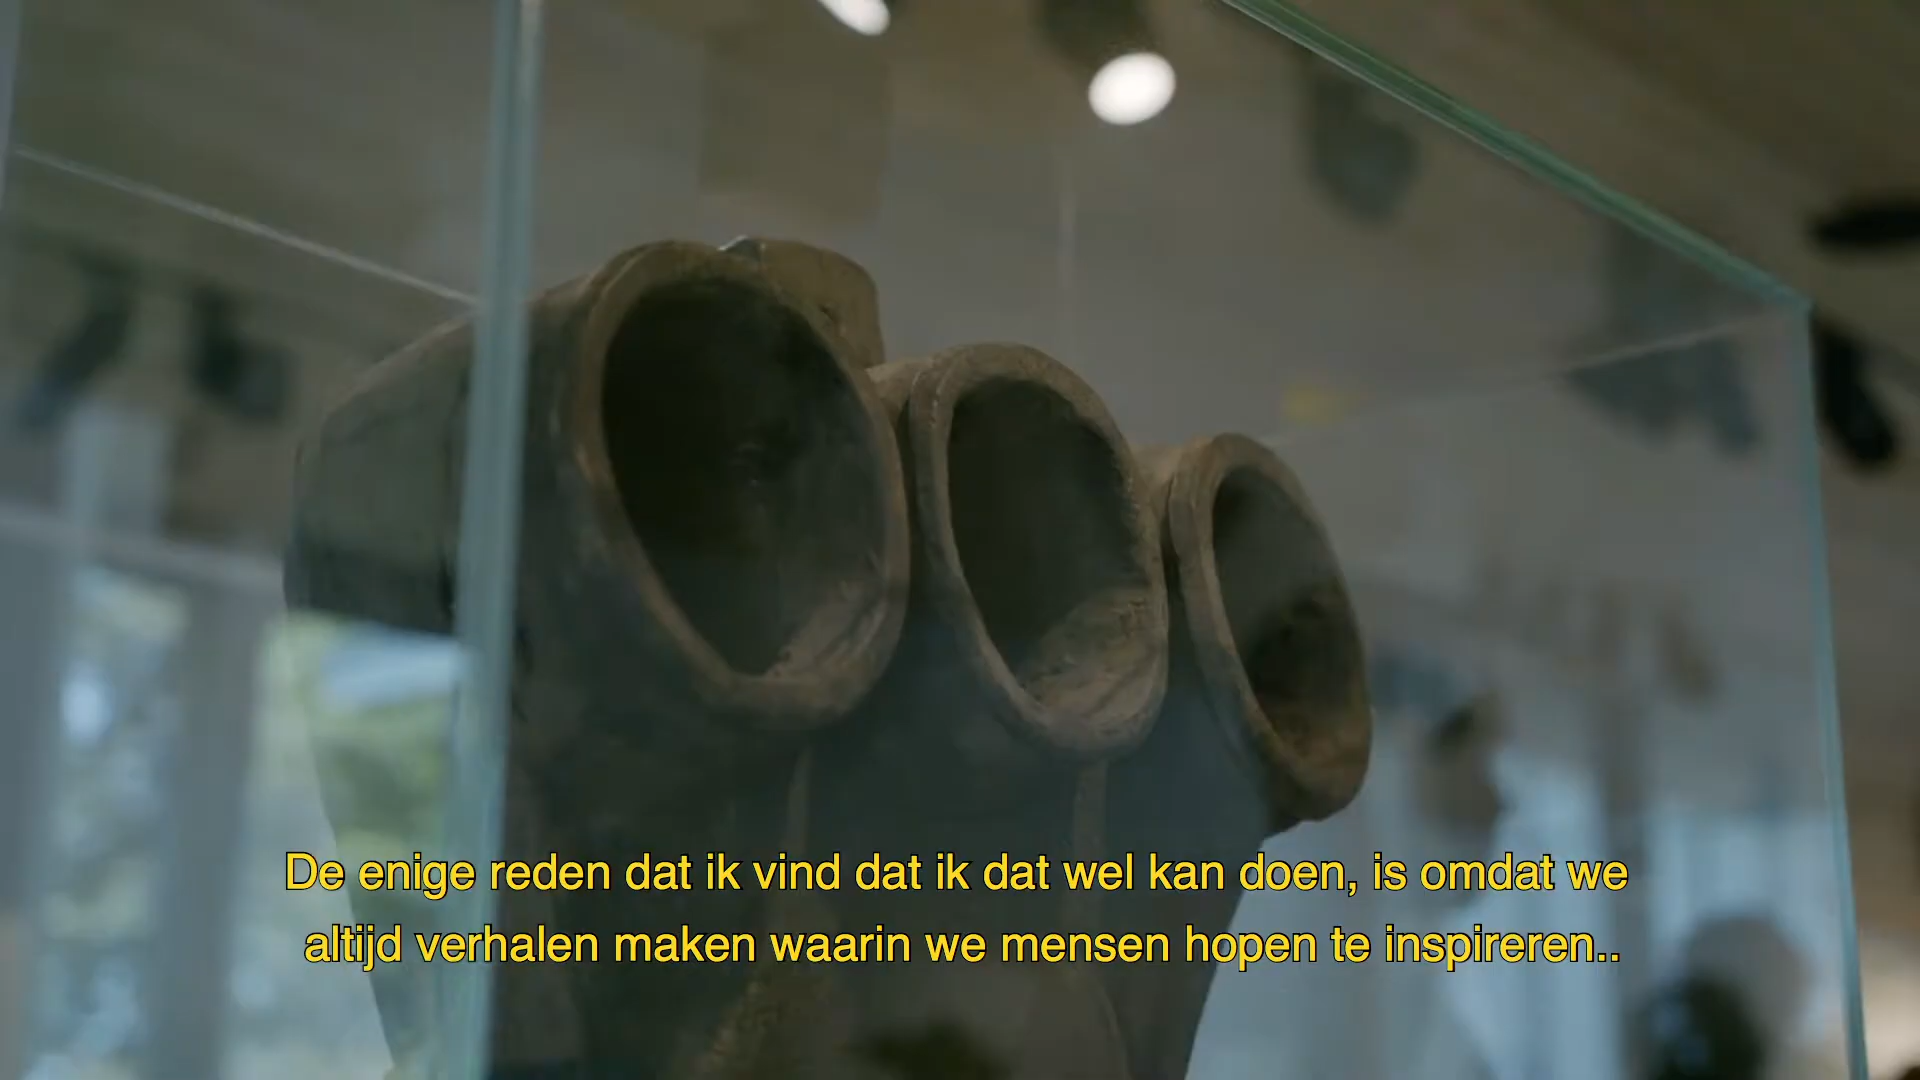 De enige reden dat ik vind dat ik dat wel kan doen, is omdat we
altijd verhalen maken waarin we mensen hopen te inspireren..